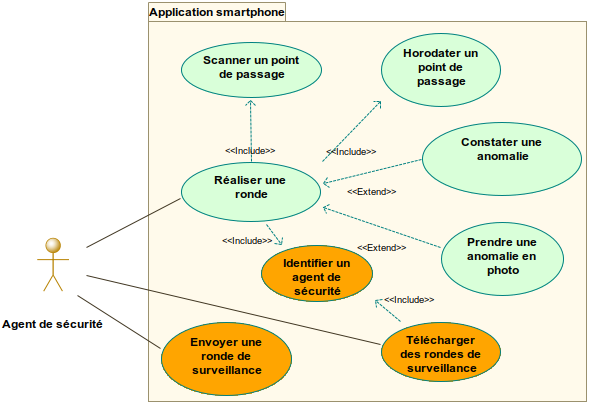 Application smartphone
Scanner un point
de passage
Horodater un
point de
passage
<<Include>>
<<Include>>
Constater une
anomalie
Réaliser une
ronde
<<Extend>>
<<Include>>
<<Extend>>
Prendre une
anomalie en
photo
Identifier un
agent de
sécurité
<<Include>>
Agent de sécurité
Envoyer une
ronde de
surveillance
Télécharger
des rondes de
surveillance